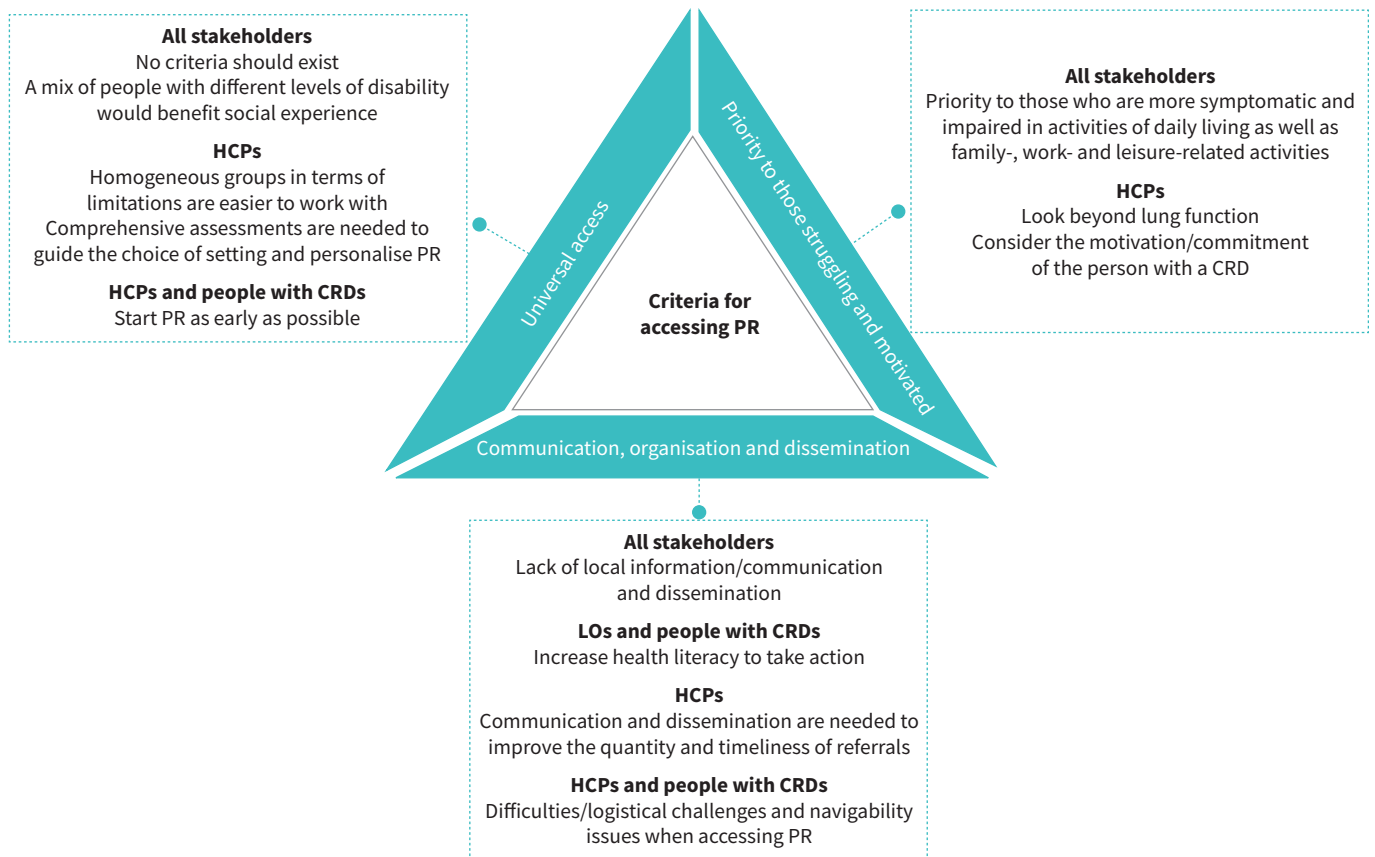 All stakeholders
No criteria should exist
A mix of people with different levels of disability
would benefit social experience
HCPs
Homogeneous groups in terms of
limitations are easier to work with
Comprehensive assessments are needed to
guide the choice of setting and personalise PR
HCPs and people with CRDs
Start PR as early as possible
Universal access
Criteria for
accessing PR
Priority to those struggling and motivated
All stakeholders
Priority to those who are more symptomatic and
impaired in activities of daily living as well as
family-, work- and leisure-related activities
HCPs
Look beyond lung function
Consider the motivation/commitment
of the person with a CRD
Communication, organisation and dissemination
All stakeholders
Lack of local information/communication
and dissemination
LOs and people with CRDs
Increase health literacy to take action
HCPs
Communication and dissemination are needed to
improve the quantity and timeliness of referrals
HCPs and people with CRDs
Difficulties/logistical challenges and navigability
issues when accessing PR